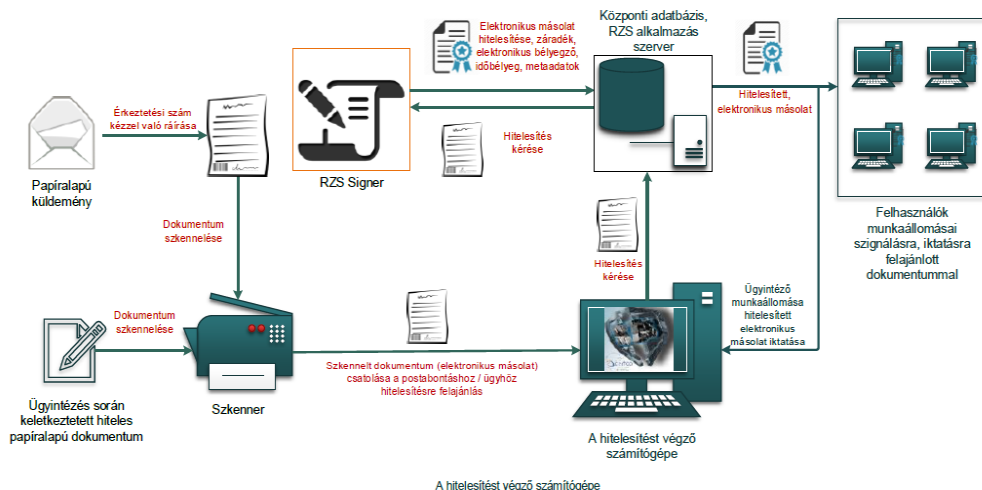 Elektronikus másolat
hitelesítése, záradék,
elektronikus bélyegző,
időbélyeg, metaadatok
Központi adatbázis,
RZS alkalmazás
szerver
Érkeztetési szám
kézzel való ráírása
Hitelesített,
elektronikus másolat
Hitelesítés
kérése
Papíralapú
küldemény
RZS Signer
Felhasználók
munkaállomásai
szignálásra, iktatásra
felajánlott
dokumentummal
Dokumentum
szkennelése
Hitelesítés
kérése
Ügyintéző
munkaállomása
hitelesített
elektronikus
másolat iktatása
Dokumentum
szkennelése
Szkennelt dokumentum (elektronikus másolat)
csatolása a postabontáshoz / ügyhöz
hitelesítésre felajánlás
Szkenner
Ügyintézés során
keletkeztetett hiteles
papíralapú dokumentum
A hitelesítést végző
számítógépe
A hitelesítést végző számítógépe